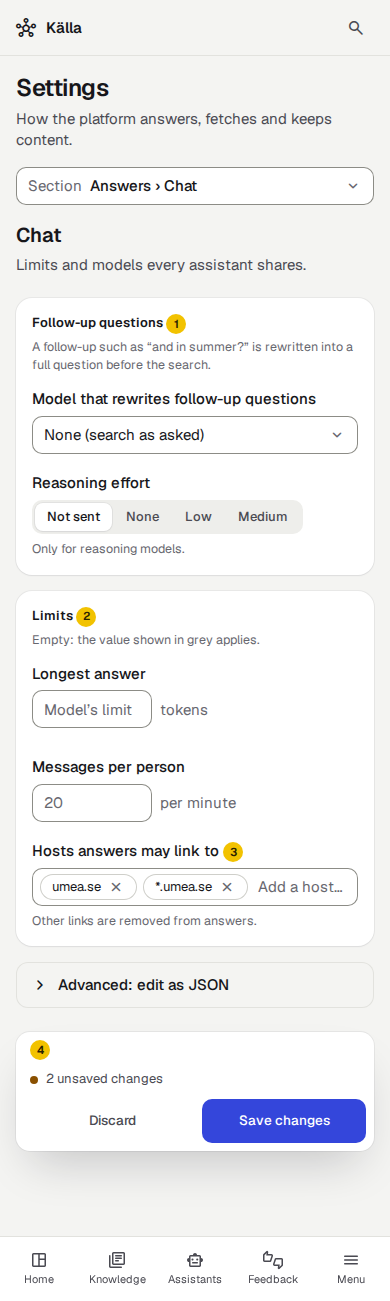 Källa
Settings
How the platform answers, fetches and keeps
content.
Section Answers › Chat
Chat
Limits and models every assistant shares.
Follow-up questions 1
A follow-up such as “and in summer?” is rewritten into a
full question before the search.
Model that rewrites follow-up questions
None (search as asked)
Reasoning effort
Not sent None Low Medium
Only for reasoning models.
Limits 2
Empty: the value shown in grey applies.
Longest answer
Model's limit tokens
Messages per person
20 per minute
Hosts answers may link to 3
umea.se *.umea.se Add a host...
Other links are removed from answers.
Advanced: edit as JSON
4
2 unsaved changes
Discard Save changes
Home Knowledge Assistants Feedback Menu